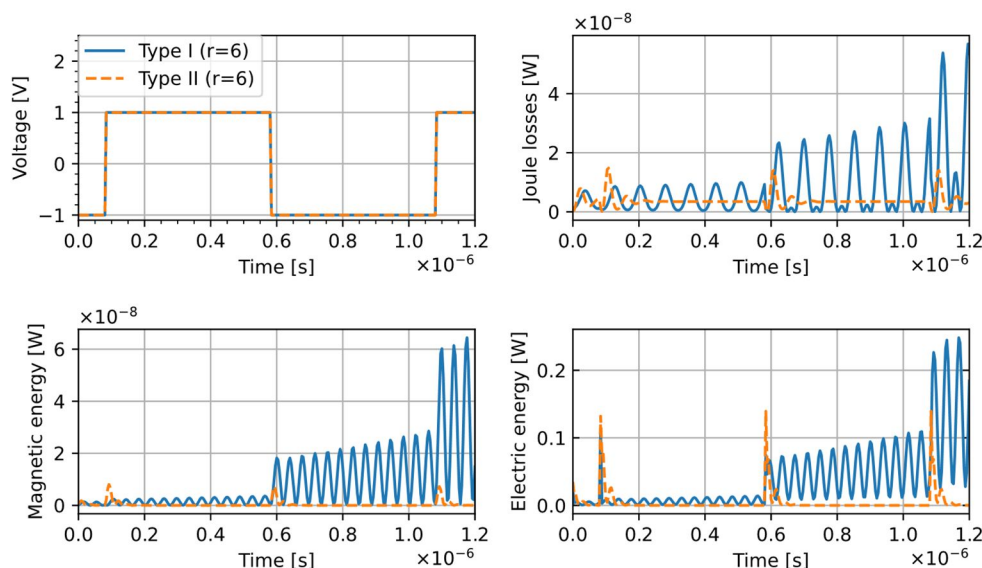 2
1
0
−1
Voltage [V]
Type I (r=6)
Type II (r=6)
0.0 0.2 0.4 0.6 0.8 1.0 1.2
Time [s]
×10⁻⁶
×10⁻⁸
4
2
0
Joule losses [W]
0.0 0.2 0.4 0.6 0.8 1.0 1.2
Time [s]
×10⁻⁶
×10⁻⁸
6
4
2
0
Magnetic energy [W]
0.0 0.2 0.4 0.6 0.8 1.0 1.2
Time [s]
×10⁻⁶
0.2
0.1
0.0
Electric energy [W]
0.0 0.2 0.4 0.6 0.8 1.0 1.2
Time [s]
×10⁻⁶